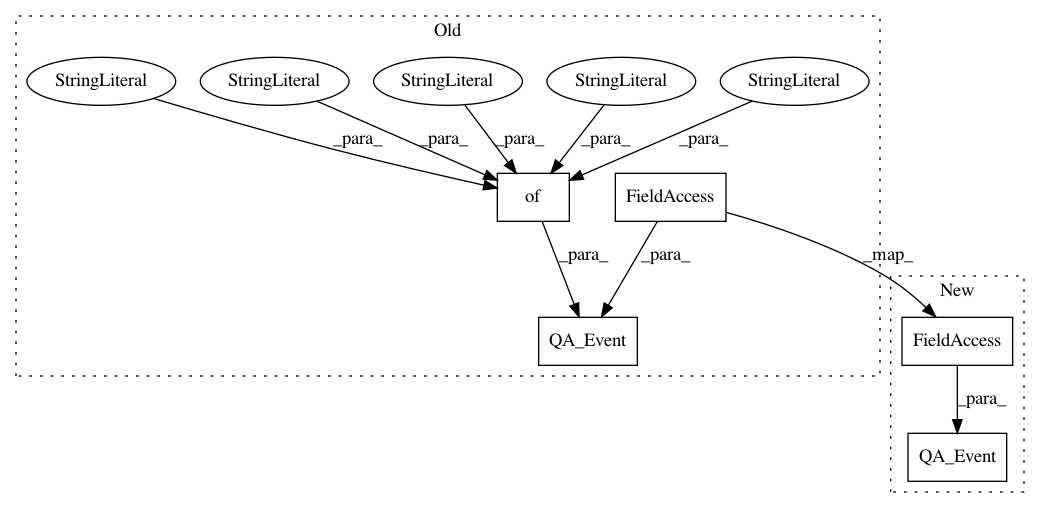 Old
StringLiteral StringLiteral StringLiteral StringLiteral StringLiteral
_para_ _para_ _para_ _para_ _para_
of FieldAccess
_para_ _para_ _map_
New
QA_Event FieldAccess
_para_
QA_Event